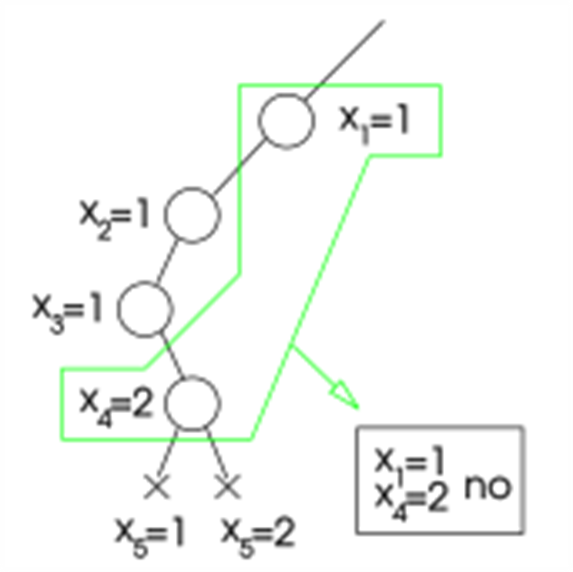 x₁=1
x₂=1
x₃=1
x₄=2
x₅=1 x₅=2
x₁=1
x₄=2 no